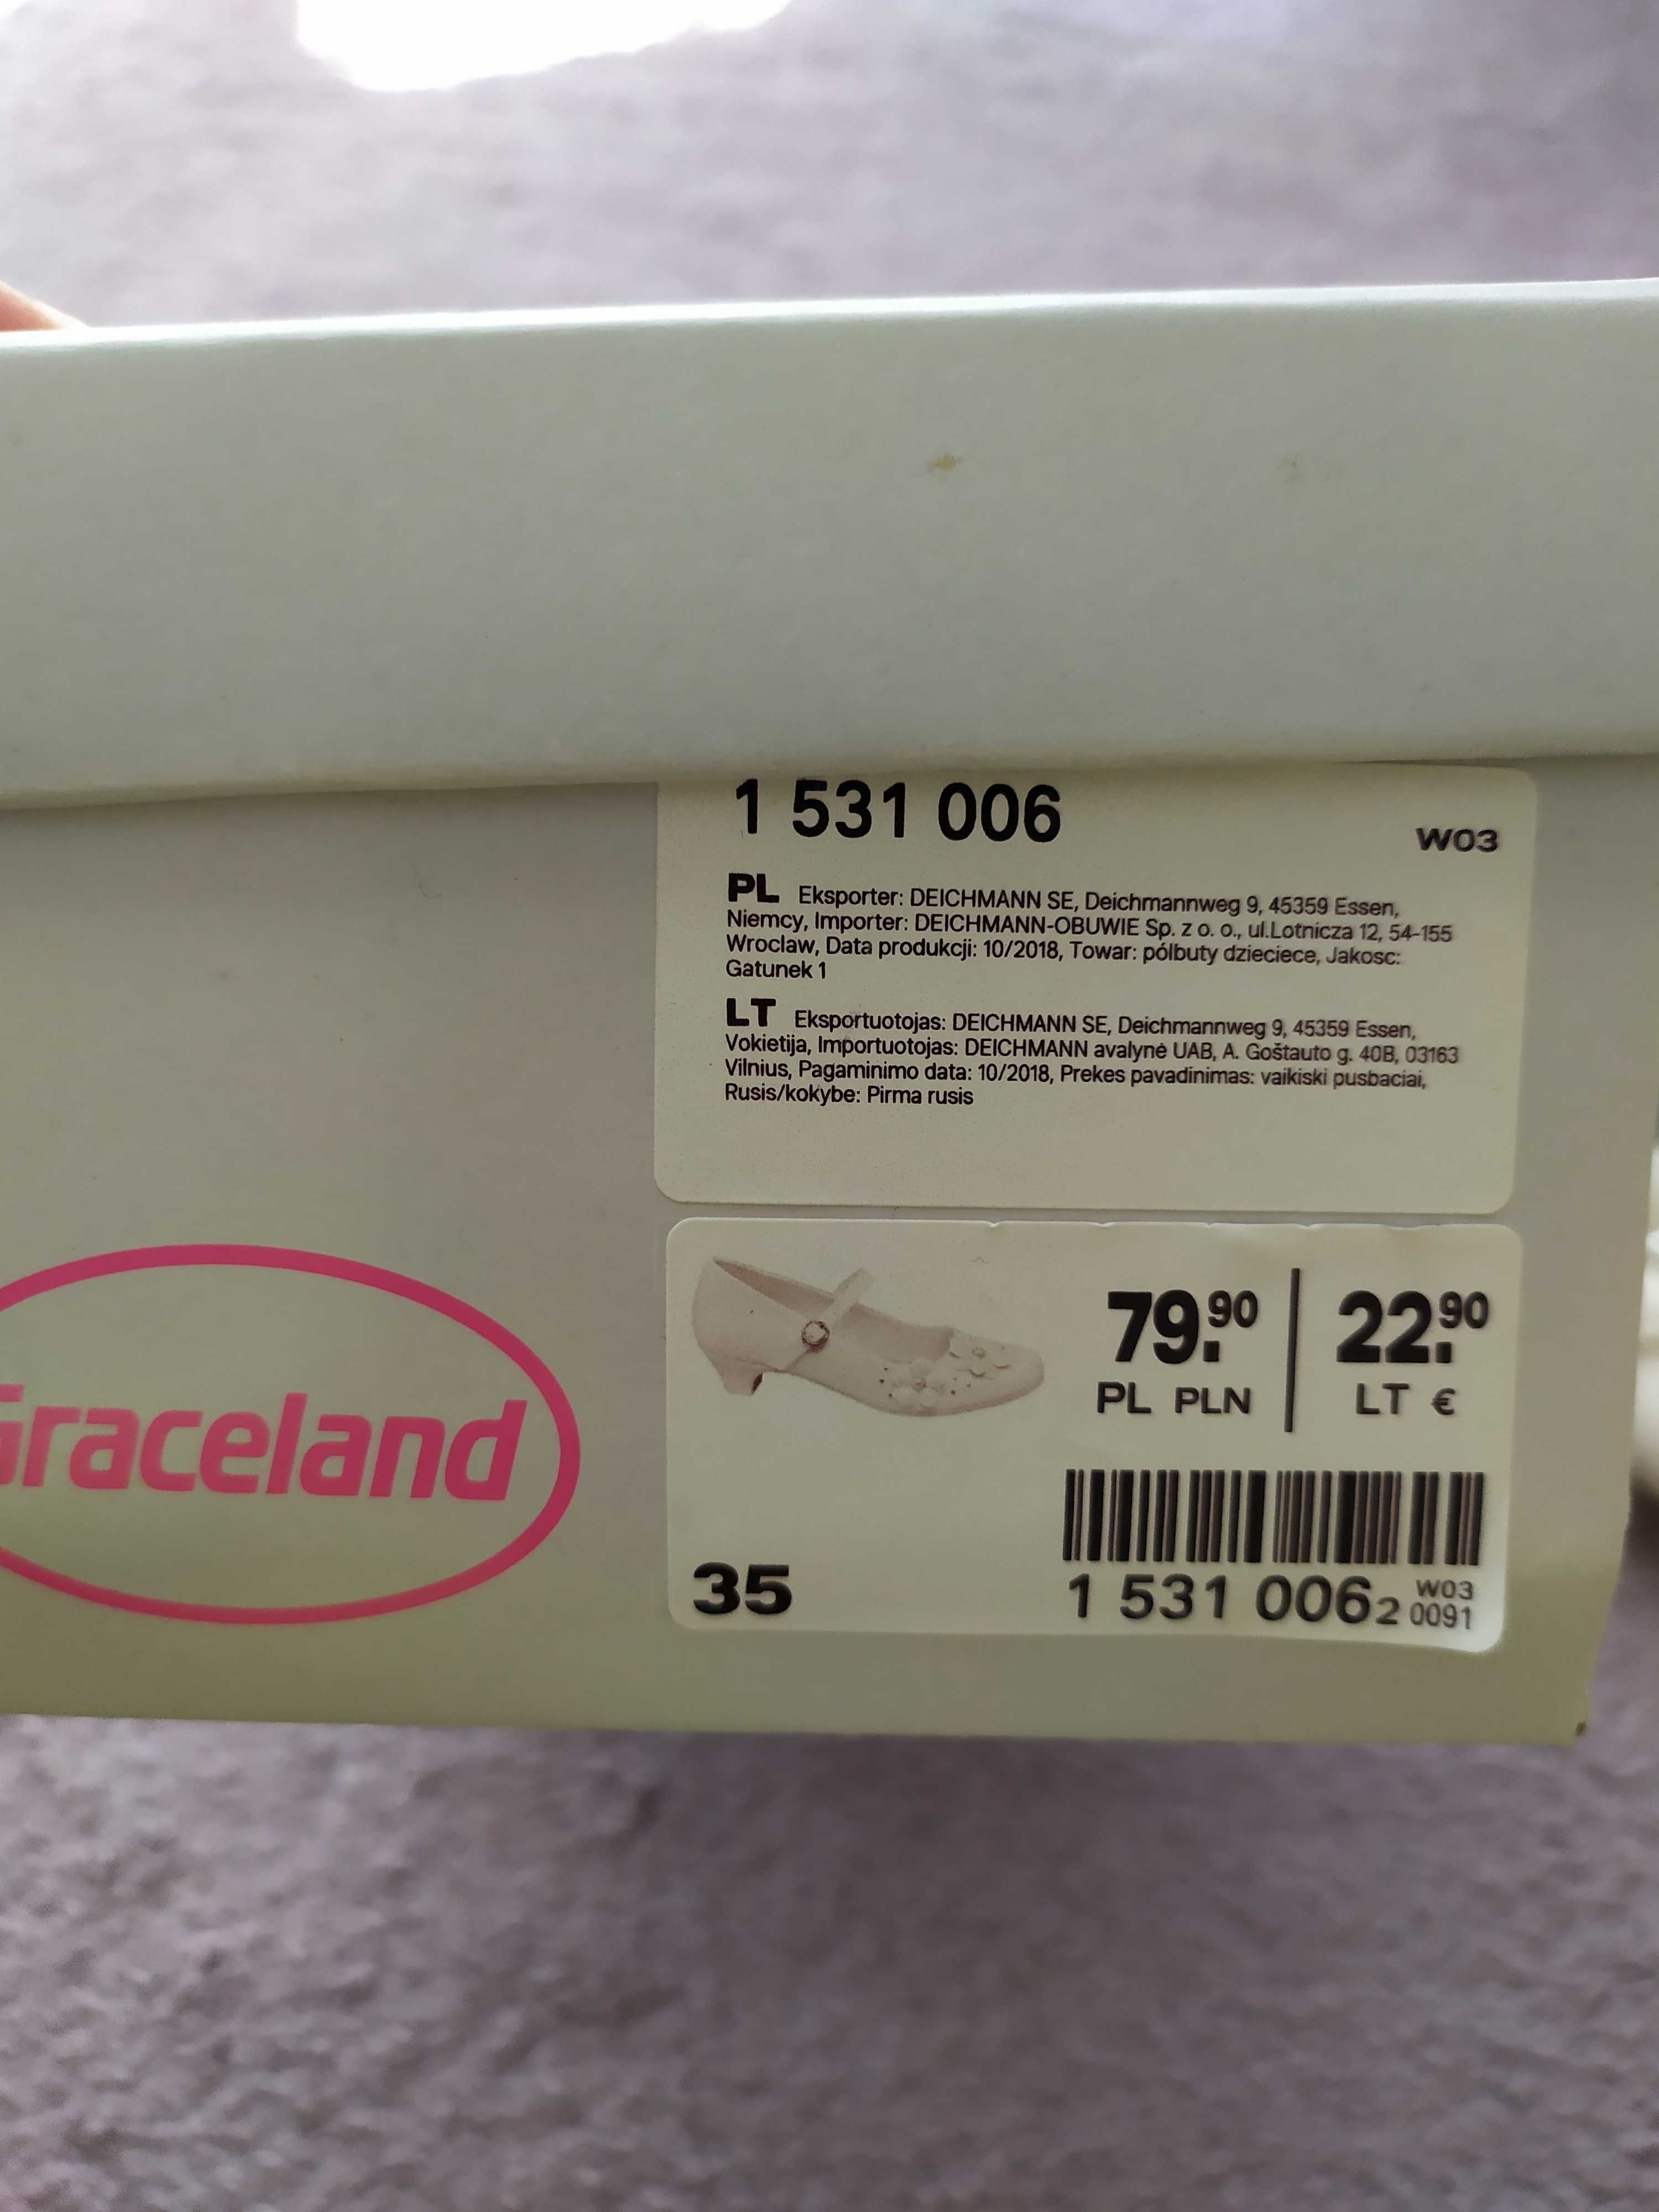 1 531 006
W03
PL Eksporter: DEICHMANN SE, Deichmannweg 9, 45359 Essen,
Niemcy, Importer: DEICHMANN-OBUWIE Sp. z o. o., ul.Lotnicza 12, 54-155
Wroclaw, Data produkcji: 10/2018, Towar: pólbuty dzieciece, Jakosc:
Gatunek 1
LT Eksportuotojas: DEICHMANN SE, Deichmannweg 9, 45359 Essen,
Vokietija, Importuotojas: DEICHMANN avalynė UAB, A. Goštauto g. 40B, 03163
Vilnius, Pagaminimo data: 10/2018, Prekes pavadinimas: vaikiski pusbaciai,
Rusis/kokybe: Pirma rusis
Graceland
79.90 22.90
PL PLN LT €
35
1 531 006 2 W03
0091